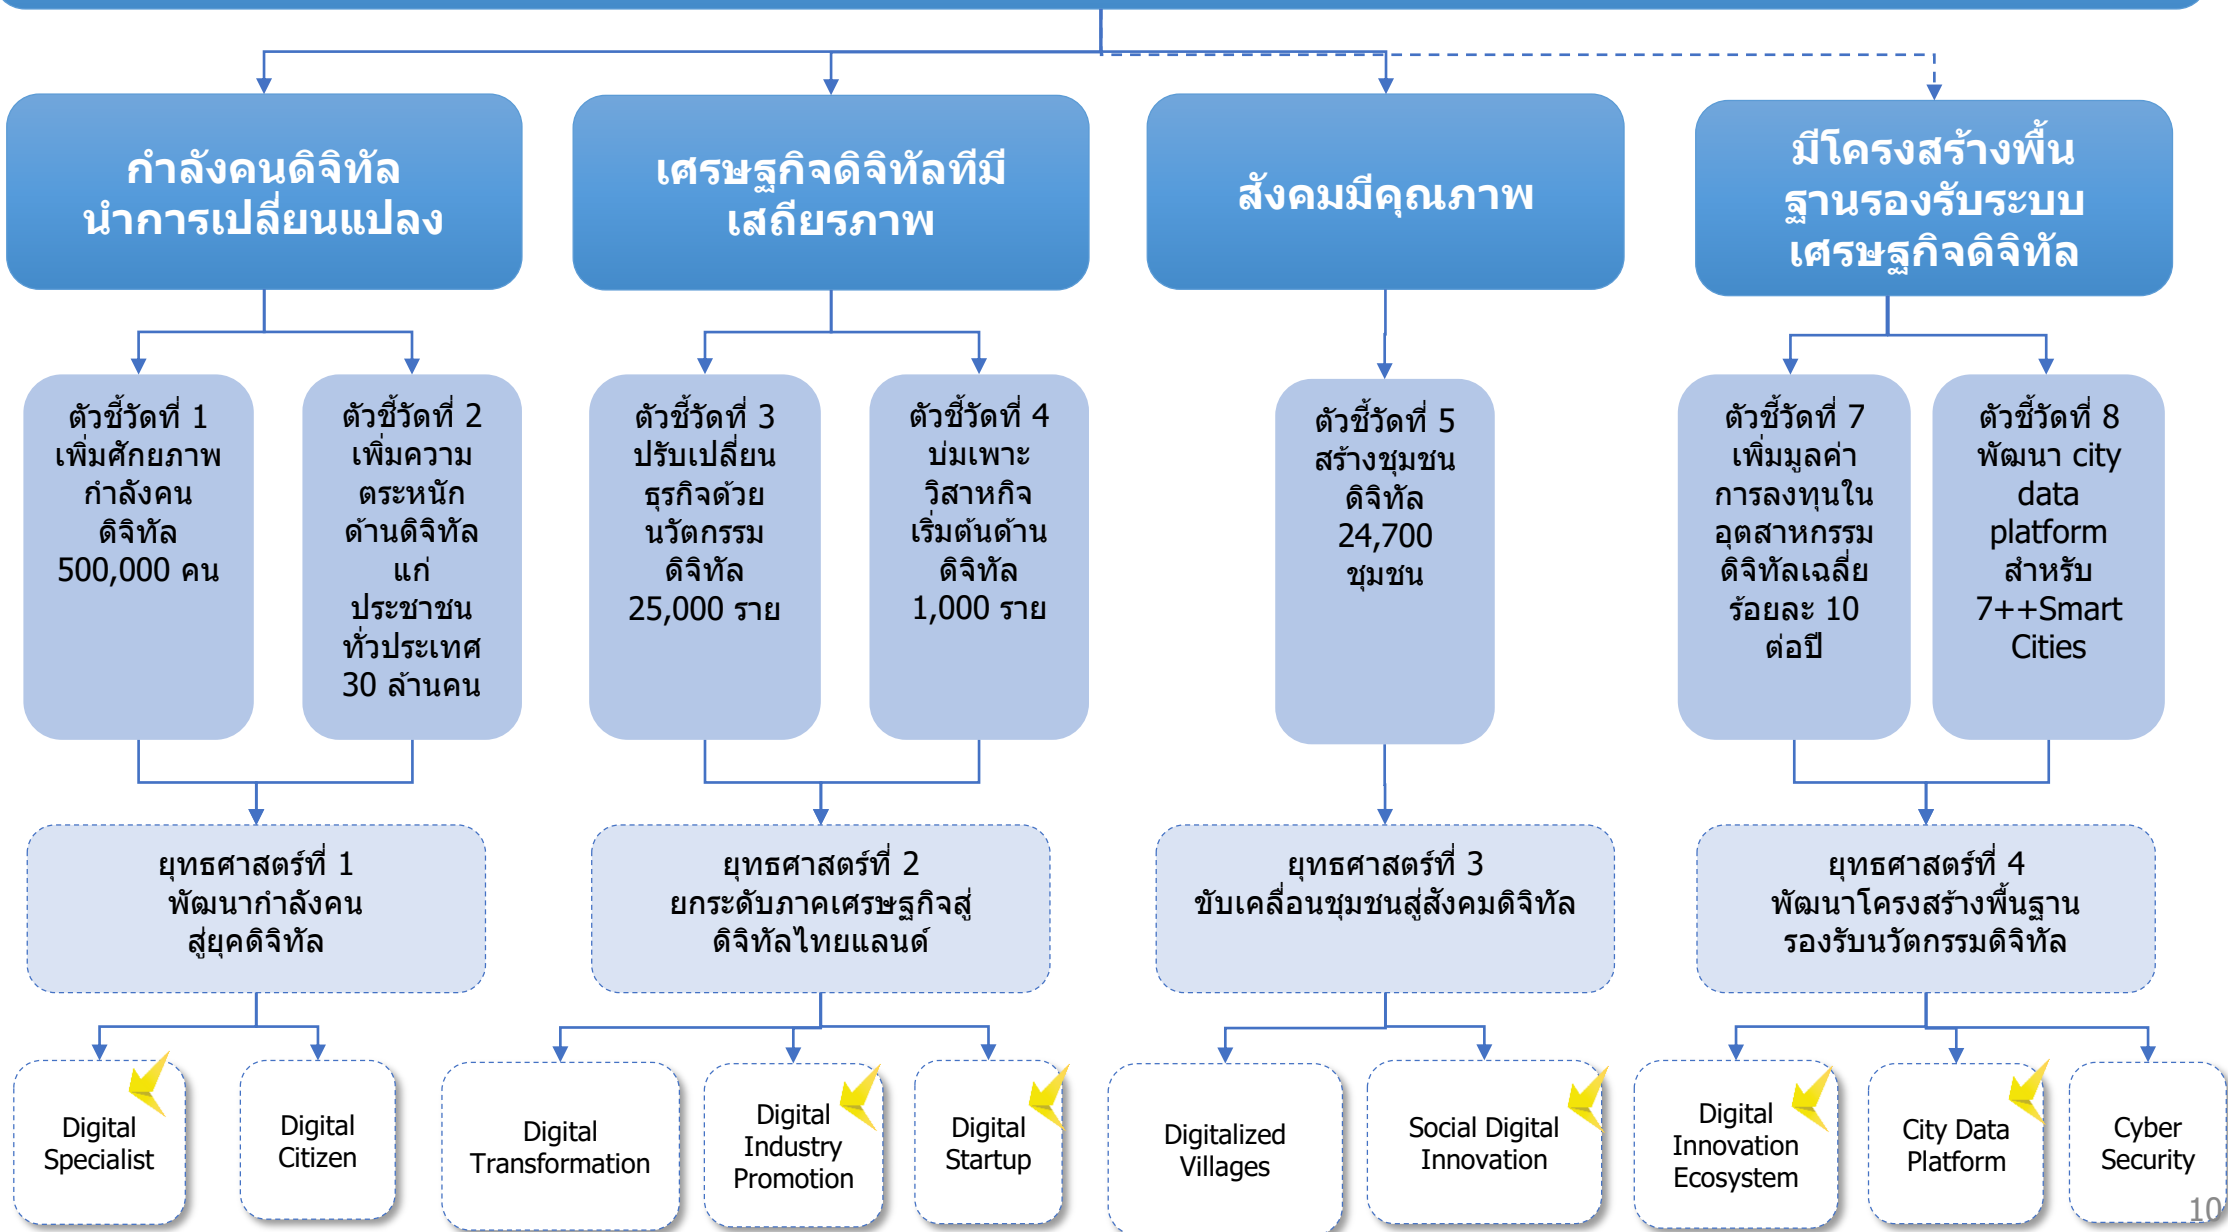 กำลังคนดิจิทัล
นำการเปลี่ยนแปลง
เศรษฐกิจดิจิทัลทีมี
เสถียรภาพ
สังคมมีคุณภาพ
มีโครงสร้างพื้น
ฐานรองรับระบบ
เศรษฐกิจดิจิทัล
ตัวชี้วัดที่ 1
เพิ่มศักยภาพ
กำลังคน
ดิจิทัล
500,000 คน
ตัวชี้วัดที่ 2
เพิ่มความ
ตระหนัก
ด้านดิจิทัล
แก่
ประชาชน
ทั่วประเทศ
30 ล้านคน
ตัวชี้วัดที่ 3
ปรับเปลี่ยน
ธุรกิจด้วย
นวัตกรรม
ดิจิทัล
25,000 ราย
ตัวชี้วัดที่ 4
บ่มเพาะ
วิสาหกิจ
เริ่มต้นด้าน
ดิจิทัล
1,000 ราย
ตัวชี้วัดที่ 5
สร้างชุมชน
ดิจิทัล
24,700
ชุมชน
ตัวชี้วัดที่ 7
เพิ่มมูลค่า
การลงทุนใน
อุตสาหกรรม
ดิจิทัลเฉลี่ย
ร้อยละ 10
ต่อปี
ตัวชี้วัดที่ 8
พัฒนา city
data
platform
สำหรับ
7++Smart
Cities
ยุทธศาสตร์ที่ 1
พัฒนากำลังคน
สู่ยุคดิจิทัล
ยุทธศาสตร์ที่ 2
ยกระดับภาคเศรษฐกิจสู่
ดิจิทัลไทยแลนด์
ยุทธศาสตร์ที่ 3
ขับเคลื่อนชุมชนสู่สังคมดิจิทัล
ยุทธศาสตร์ที่ 4
พัฒนาโครงสร้างพื้นฐาน
รองรับนวัตกรรมดิจิทัล
Digital
Specialist
Digital
Citizen
Digital
Transformation
Digital
Industry
Promotion
Digital
Startup
Digitalized
Villages
Social Digital
Innovation
Digital
Innovation
Ecosystem
City Data
Platform
Cyber
Security
10